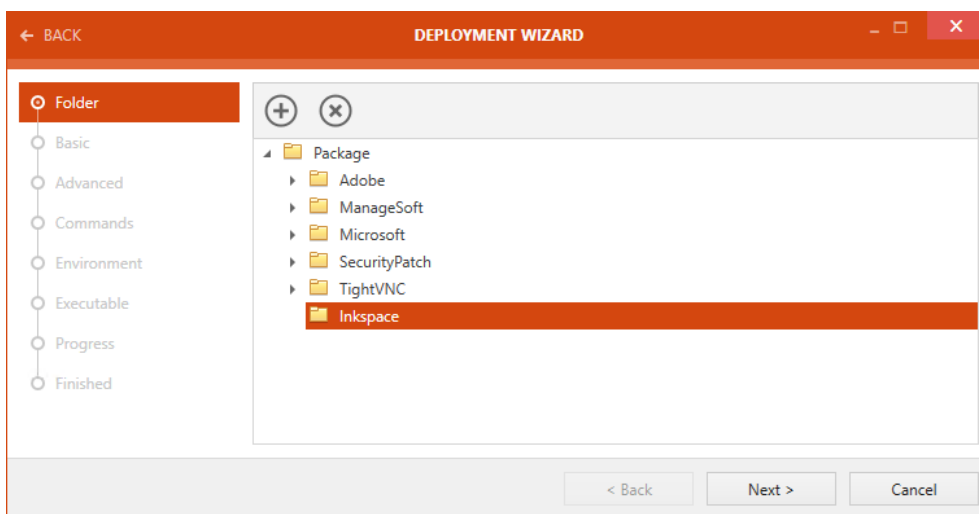 BACK
DEPLOYMENT WIZARD
Folder
Basic
Advanced
Commands
Environment
Executable
Progress
Finished
Package
Adobe
ManageSoft
Microsoft
SecurityPatch
TightVNC
Inkspace
< Back
Next >
Cancel